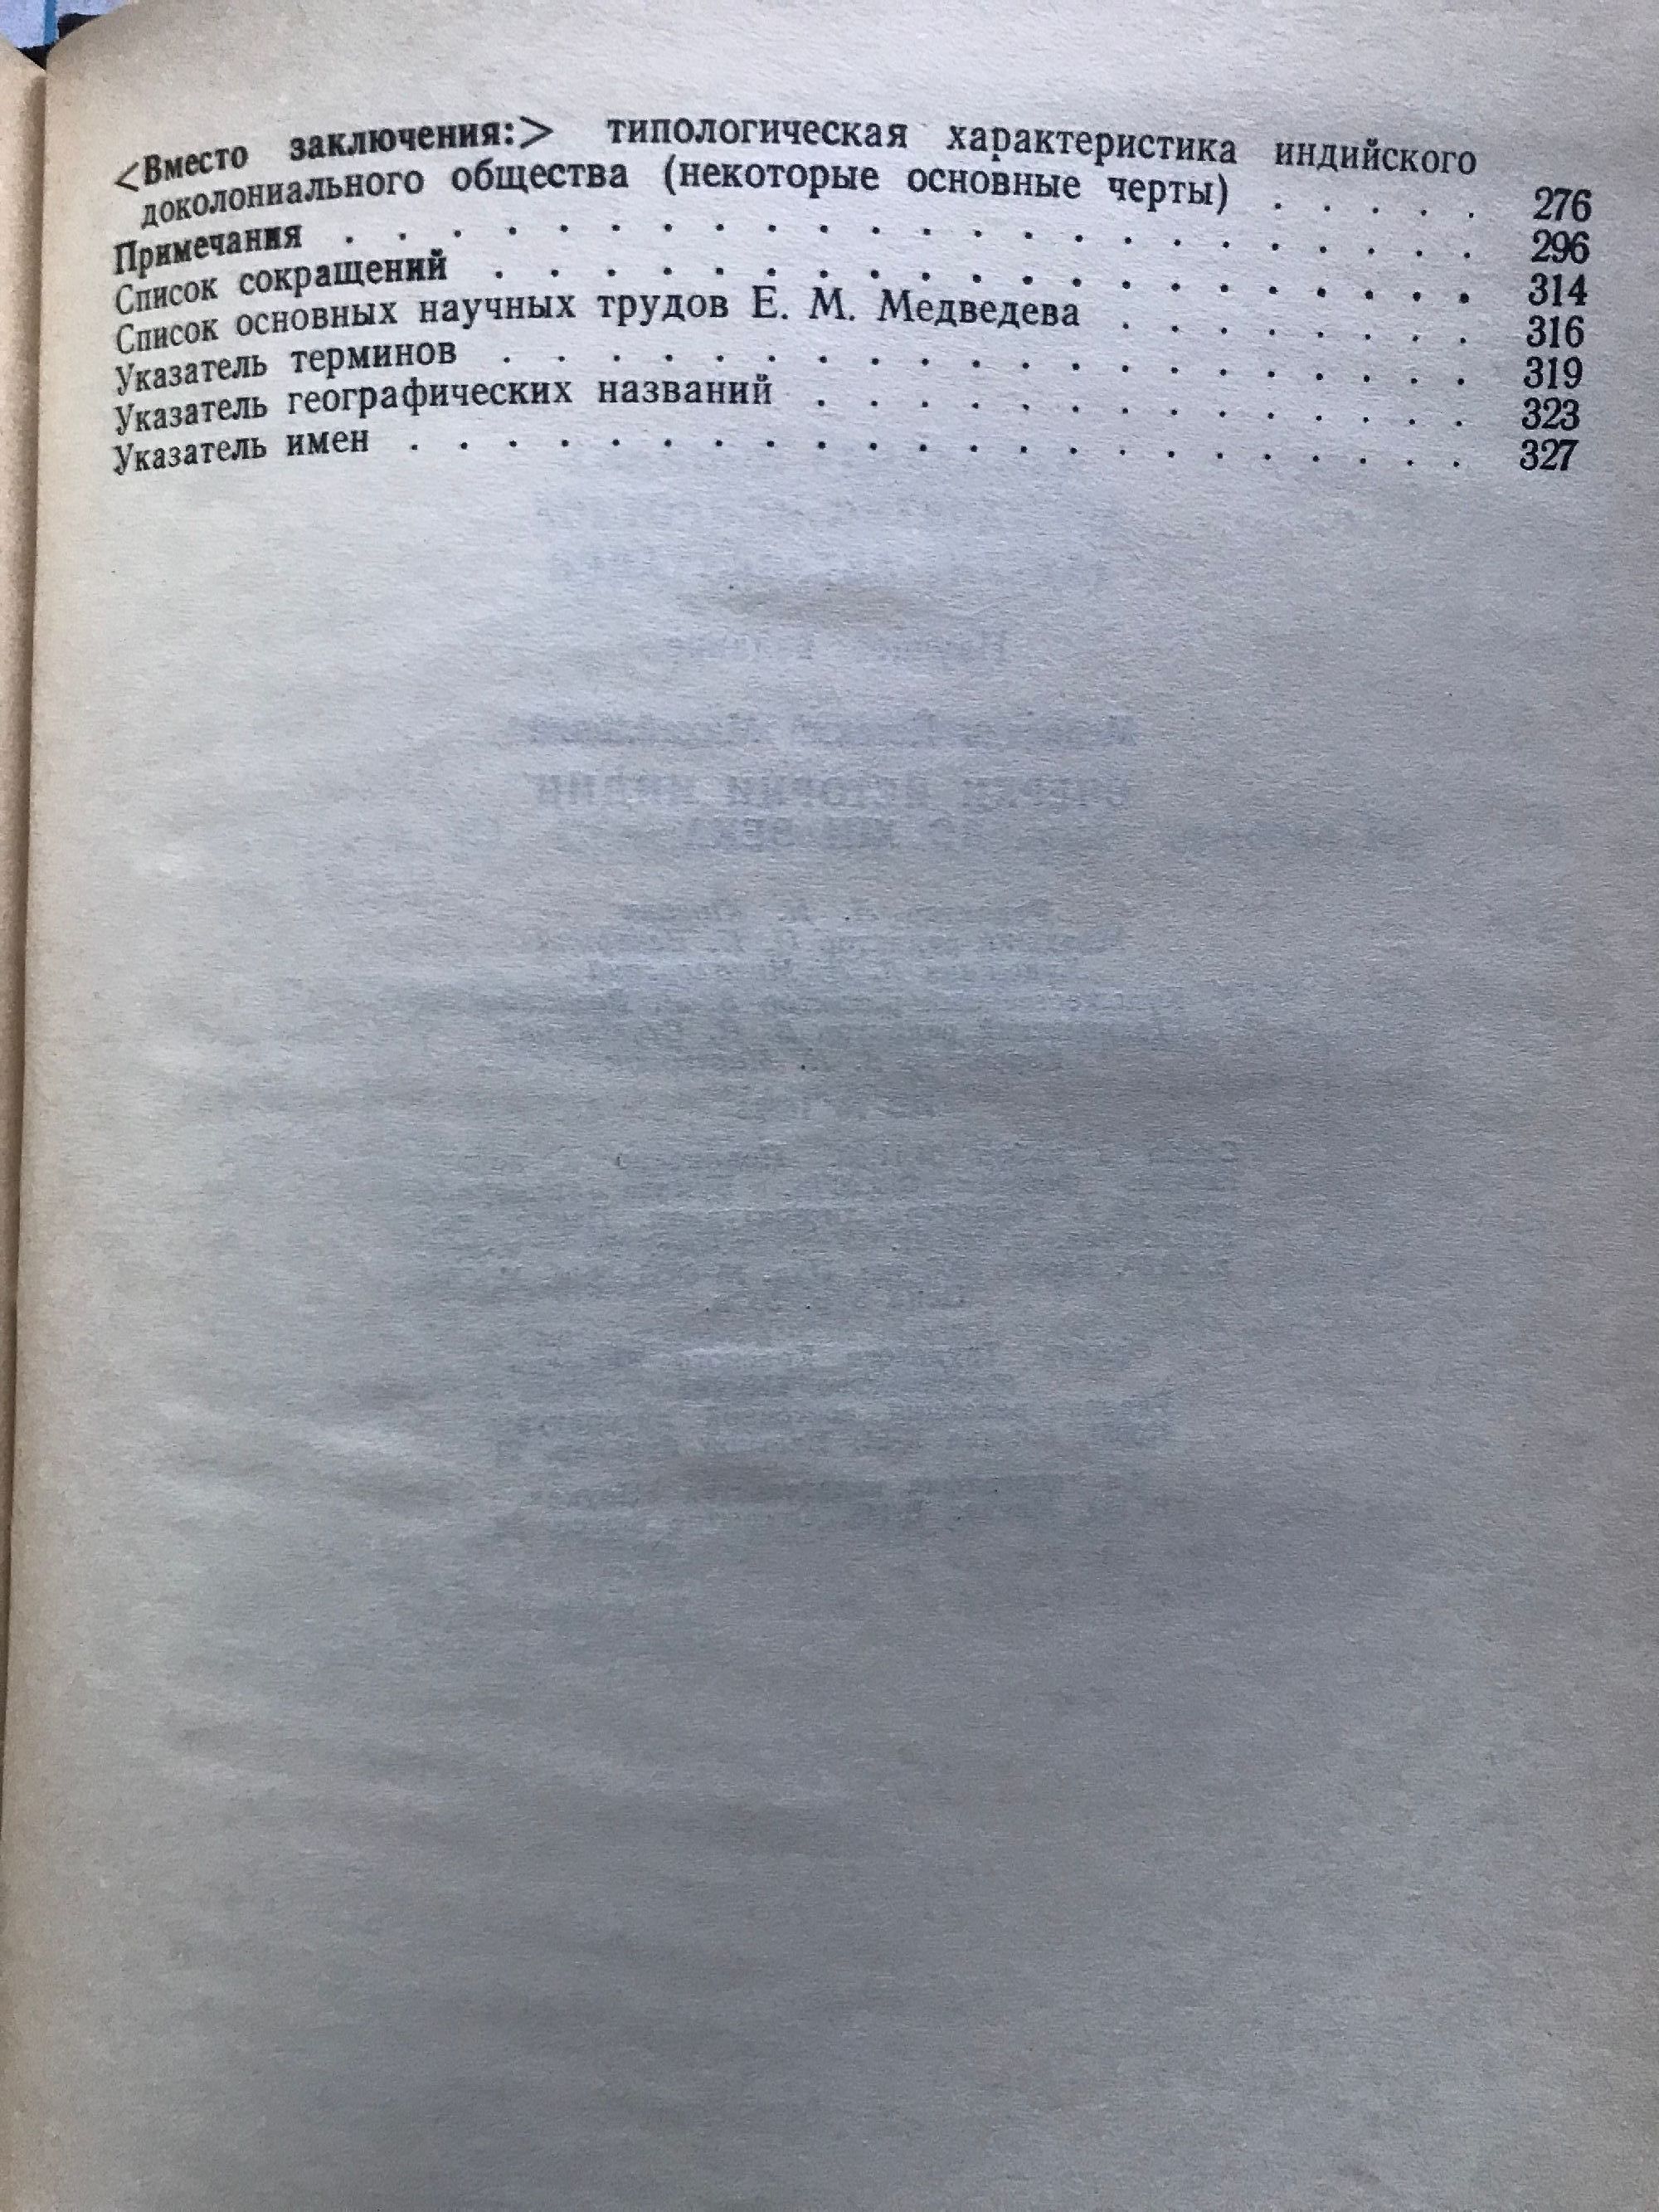 <Вместо заключения:> типологическая характеристика индийского
доколониального общества (некоторые основные черты) . . . . . 276
Примечания . . . . . . . . . . . . . . . . . . . . . . 296
Список сокращений . . . . . . . . . . . . . . . . . . . 314
Список основных научных трудов Е. М. Медведева . . . . . . . . 316
Указатель терминов . . . . . . . . . . . . . . . . . . . 319
Указатель географических названий . . . . . . . . . . . . . 323
Указатель имен . . . . . . . . . . . . . . . . . . . . . 327